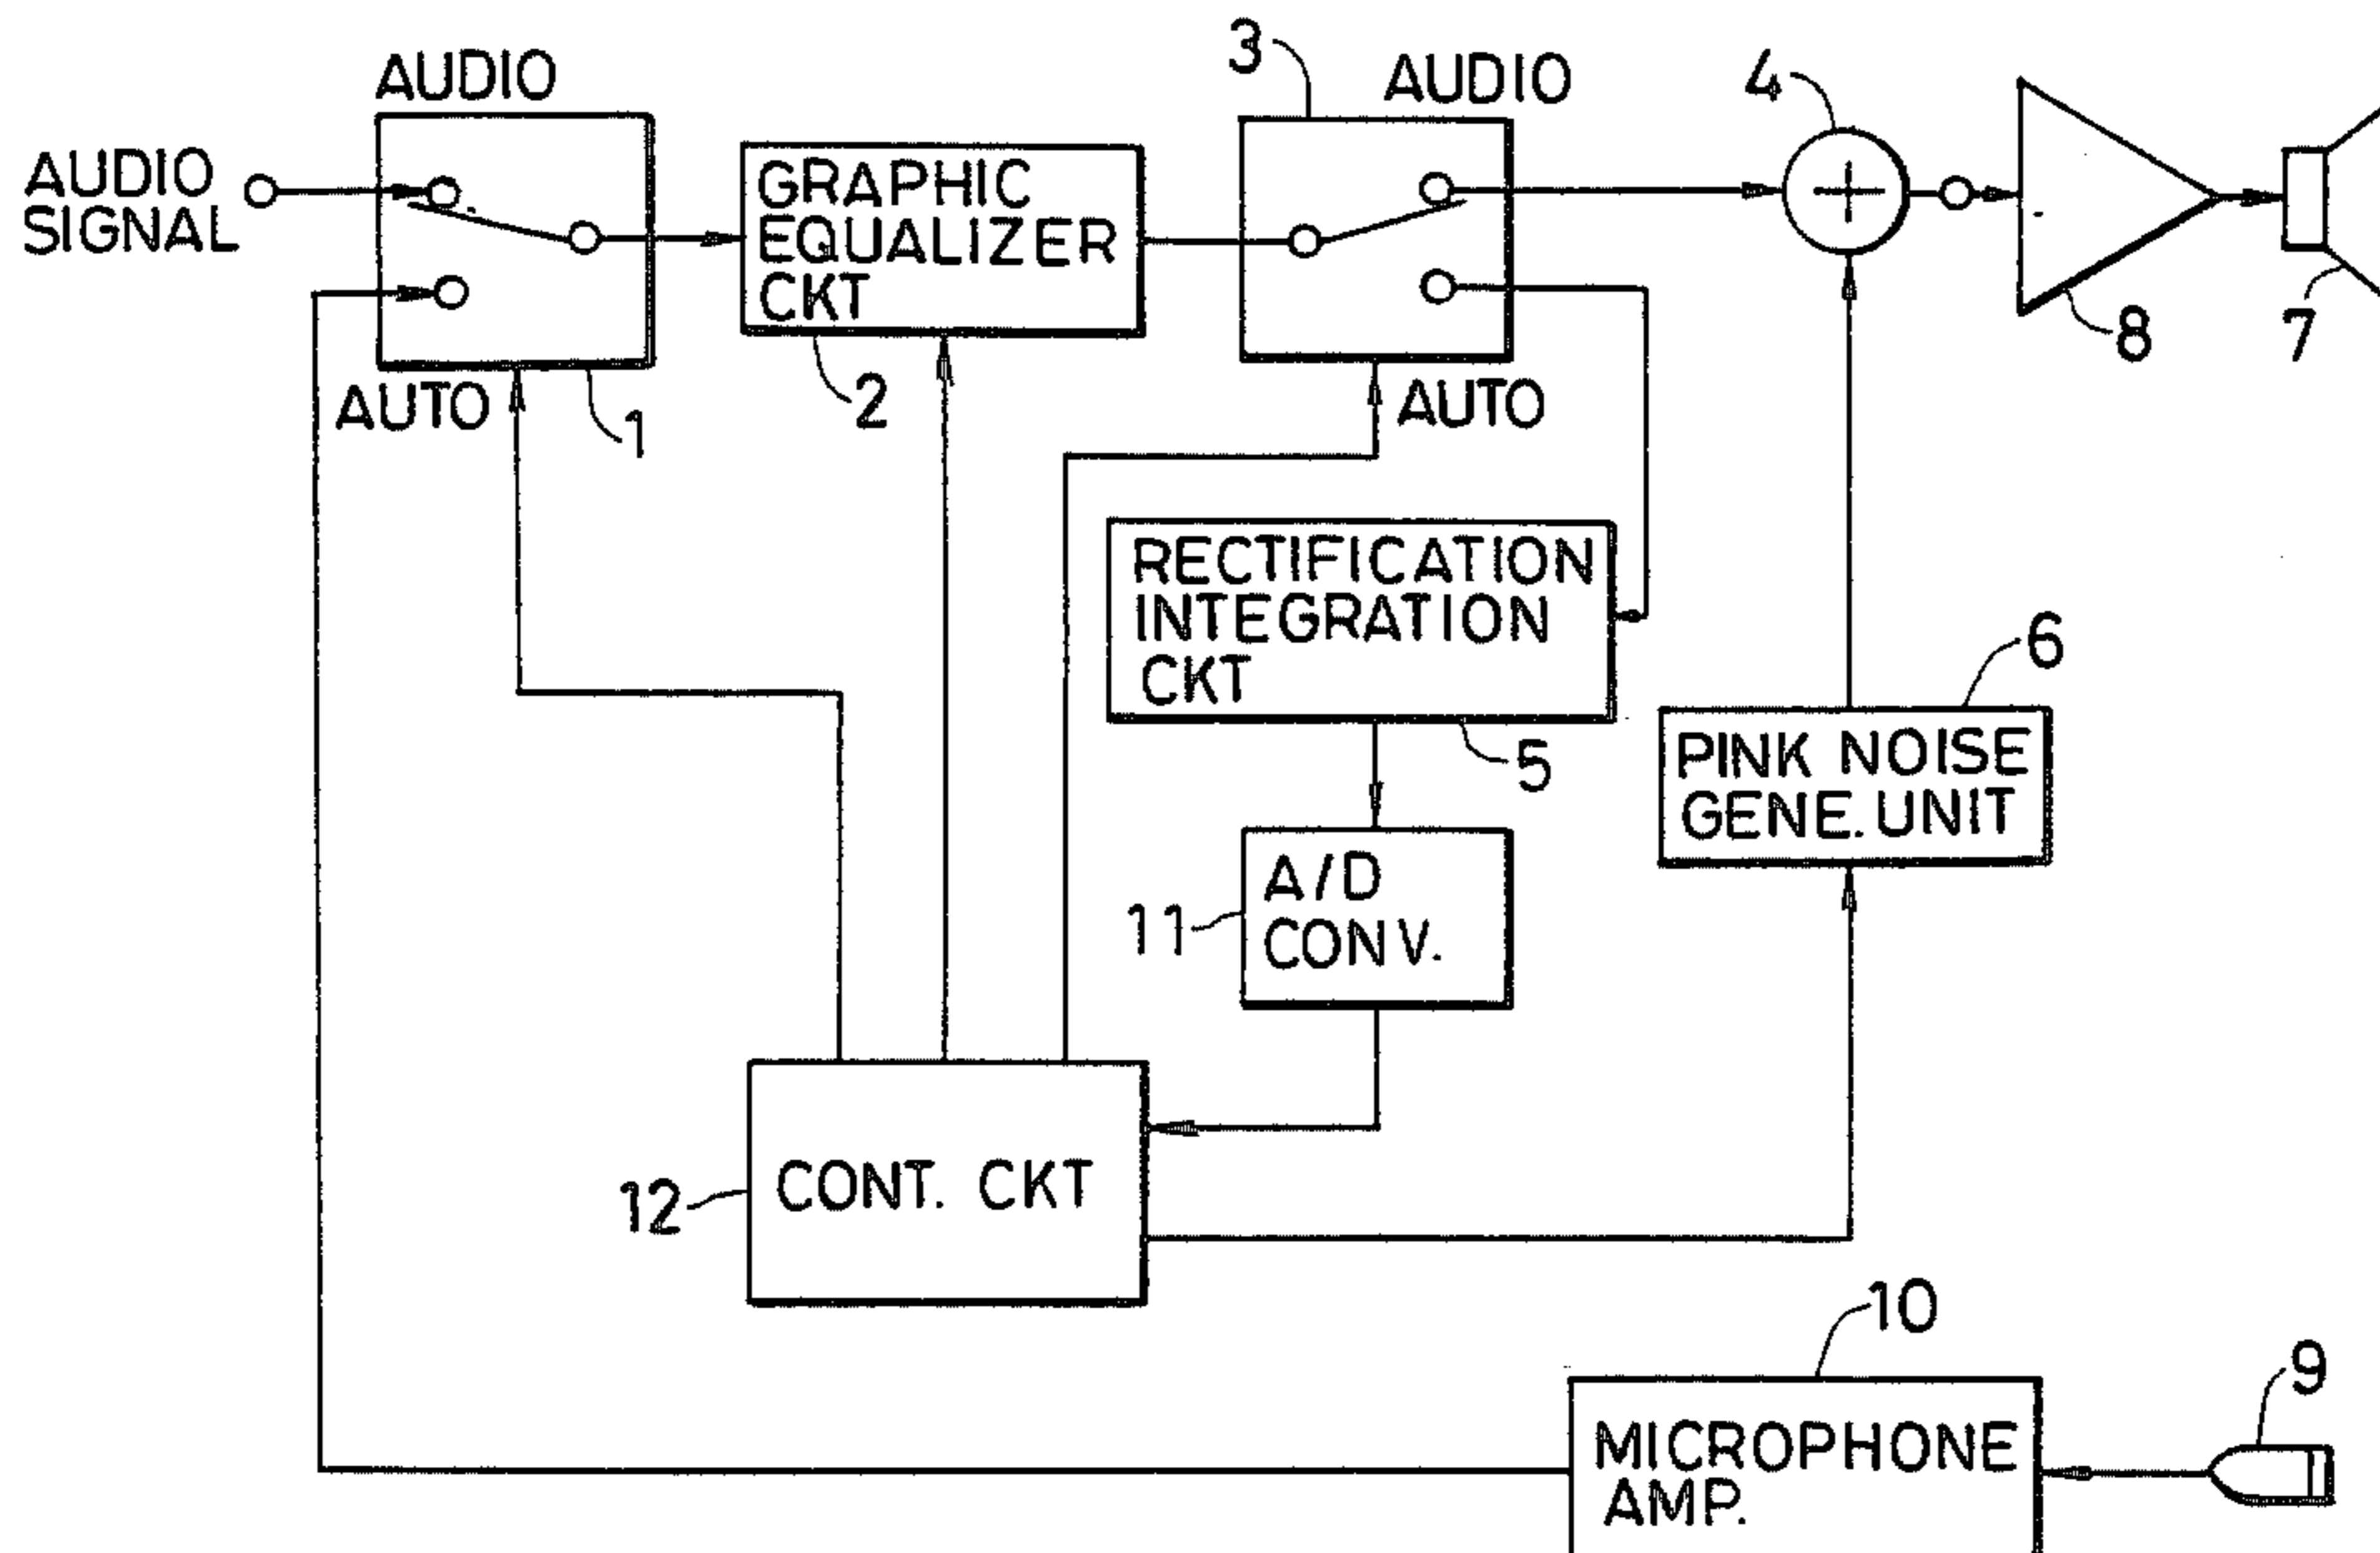 AUDIO
AUDIO
SIGNAL
AUTO
1
GRAPHIC
EQUALIZER
CKT
2
3
AUDIO
AUTO
4
8
7
RECTIFICATION
INTEGRATION
CKT
5
6
PINK NOISE
GENE. UNIT
A/D
CONV.
11
12
CONT. CKT
10
MICROPHONE
AMP.
9